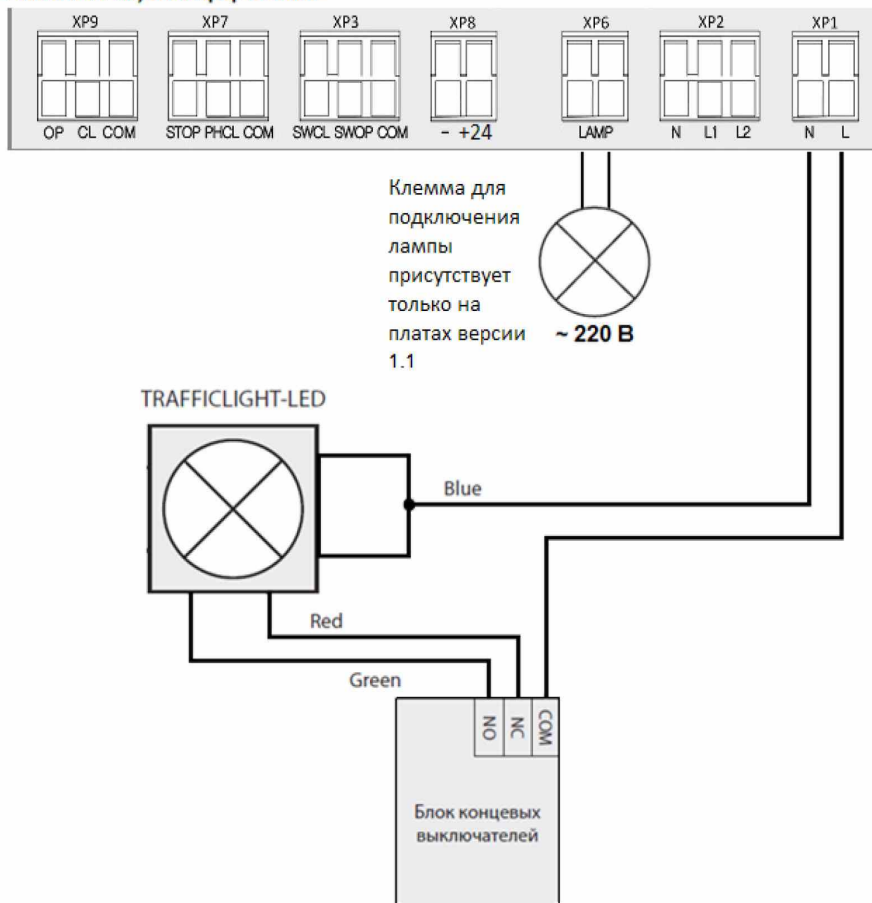 XP9 XP7 XP3 XP8 XP6 XP2 XP1
OP CL COM STOP PHCL COM SWCL SWOP COM - +24 LAMP N L1 L2 N L
Клемма для
подключения
лампы
присутствует
только на
платах версии
1.1
~ 220 В
TRAFFICLIGHT-LED
Blue
Red
Green
NO NC COM
Блок концевых
выключателей